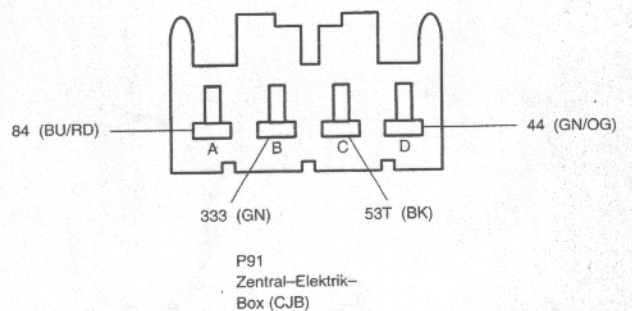 84 (BU/RD)
A
B
C
D
44 (GN/OG)
333 (GN)
53T (BK)
P91
Zentral–Elektrik–
Box (CJB)